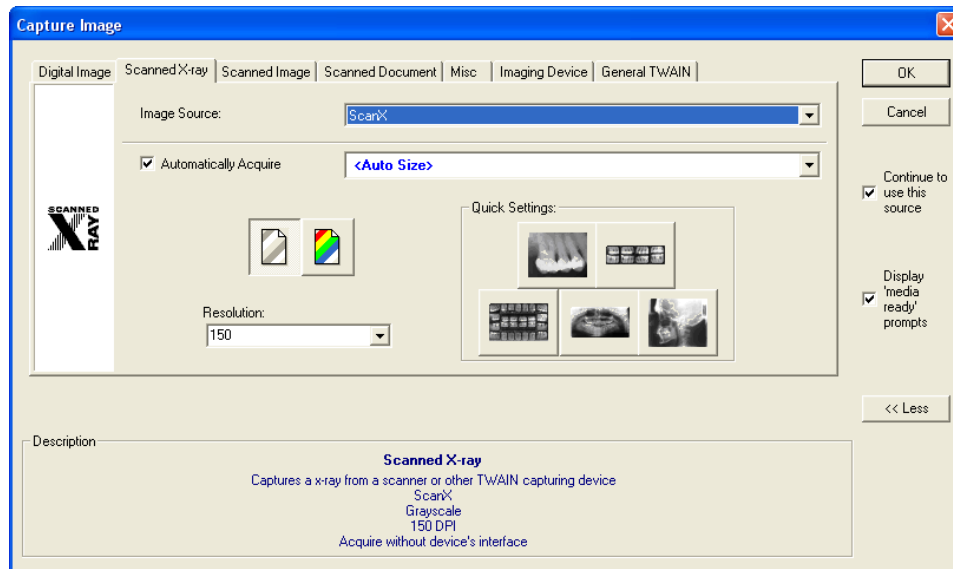 Capture Image
Digital Image
Scanned X-ray
Scanned Image
Scanned Document
Misc
Imaging Device
General TWAIN
OK
Cancel
Image Source:
ScanX
Automatically Acquire
<Auto Size>
SCANNED
X RAY
Quick Settings:
Resolution:
150
Continue to
use this
source
Display
'media
ready'
prompts
<< Less
Description
Scanned X-ray
Captures a x-ray from a scanner or other TWAIN capturing device
ScanX
Grayscale
150 DPI
Acquire without device's interface